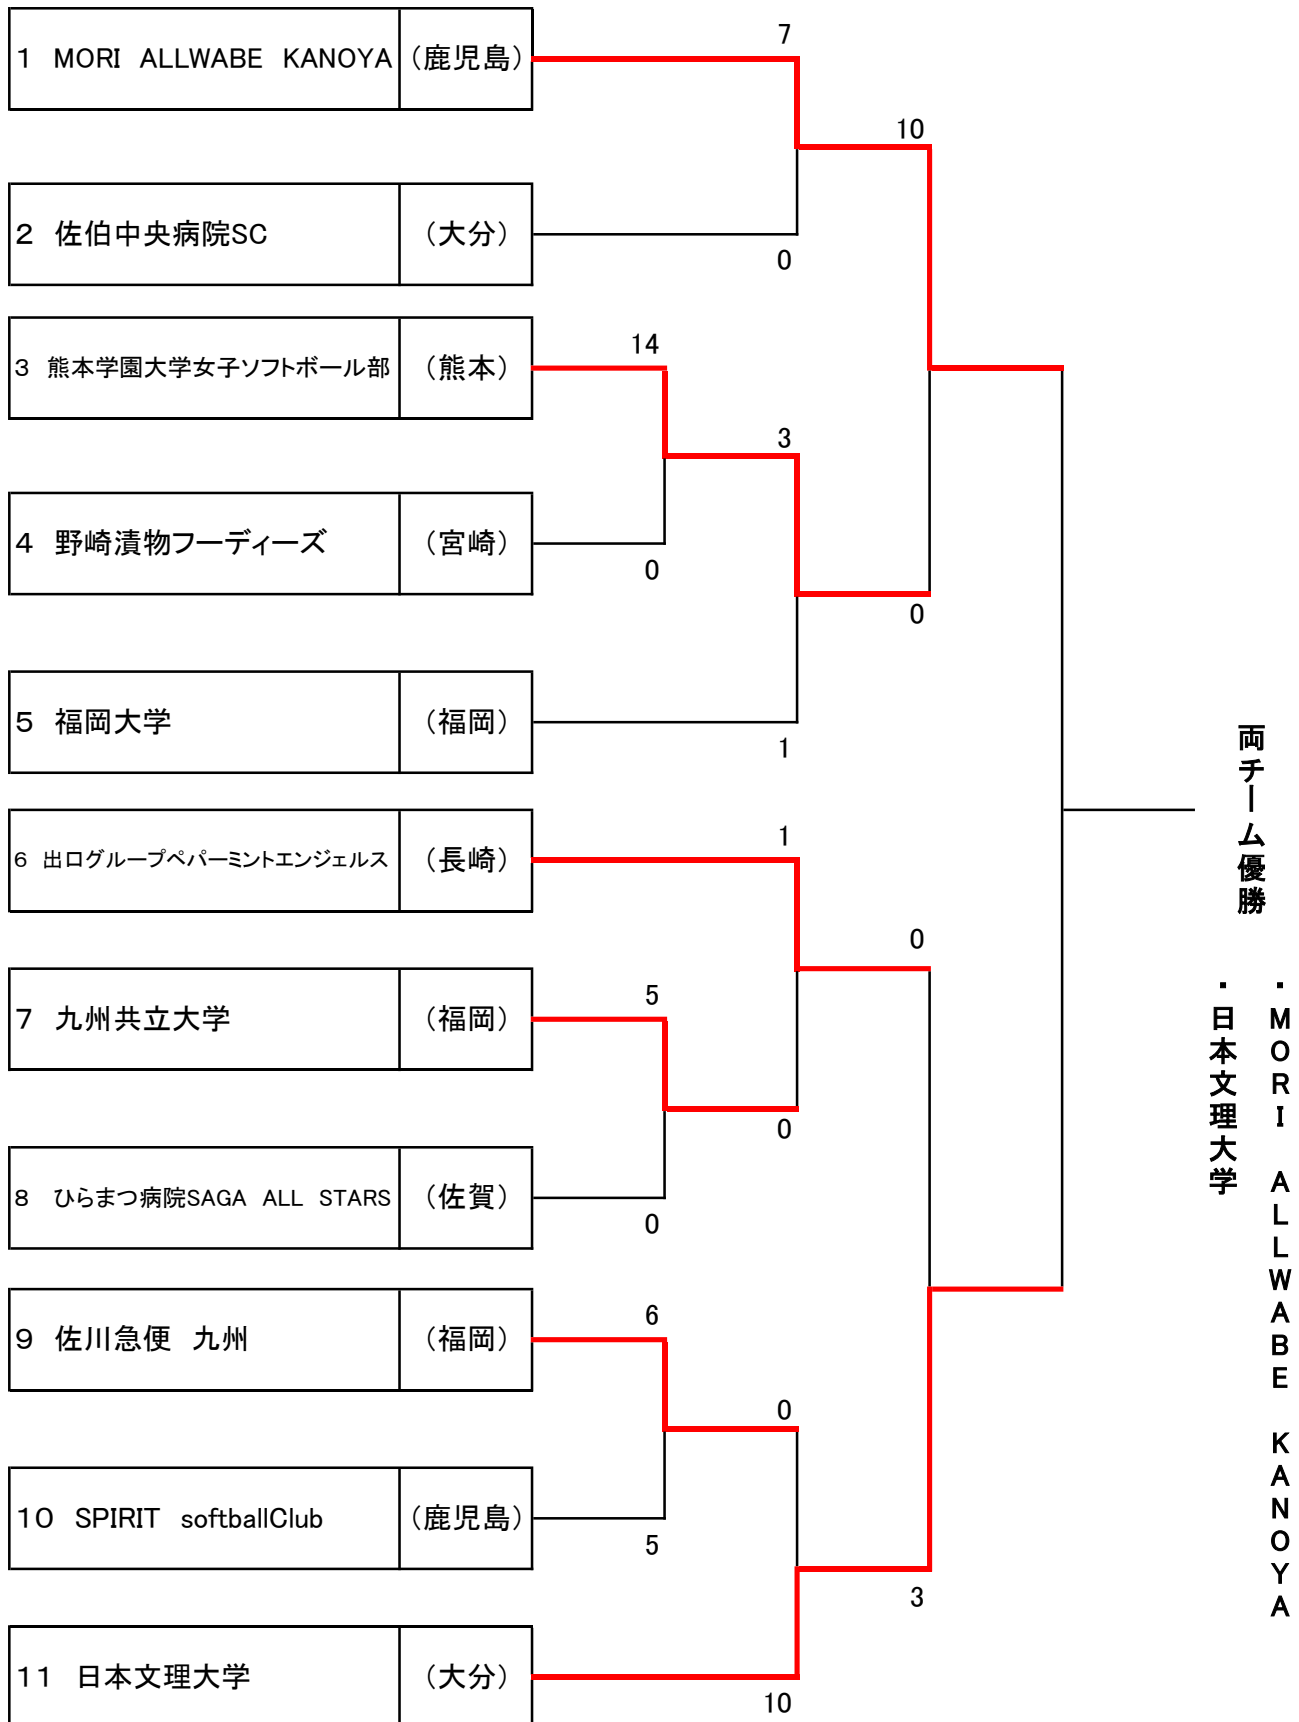 1 MORI ALLWABE KANOYA (鹿児島)
7
10
2 佐伯中央病院SC (大分)
0
3 熊本学園大学女子ソフトボール部 (熊本)
14
3
4 野崎漬物フーディーズ (宮崎)
0
0
5 福岡大学 (福岡)
1
6 出口グループペパーミントエンジェルス (長崎)
1
0
7 九州共立大学 (福岡)
5
0
8 ひらまつ病院SAGA ALL STARS (佐賀)
0
9 佐川急便 九州 (福岡)
6
0
10 SPIRIT softballClub (鹿児島)
5
3
11 日本文理大学 (大分)
10
両チーム優勝
・MORI ALLWABE KANOYA
・日本文理大学